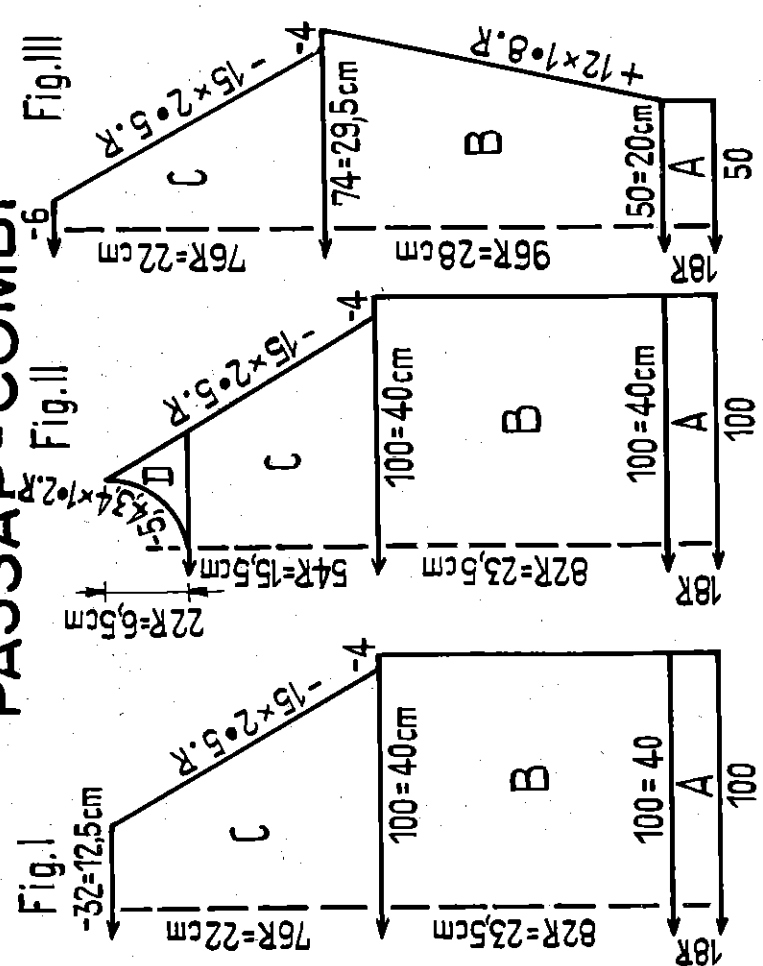 PASSAP-COMBI
Fig.I
-32=12,5cm
-15×2•5.R
C
76R=22cm
-4
100=40cm
B
82R=23,5cm
100=40
A
18R
100
Fig.II
-5,4,3,4×1•2.R
D
22R=6,5cm
-15×2•5.R
C
54R=15,5cm
-4
100=40cm
B
82R=23,5cm
100=40cm
A
18R
100
Fig.III
-6
-15×2•5.R
C
76R=22cm
-4
74=29,5cm
+12×1•8.R
B
96R=28cm
50=20cm
A
18R
50